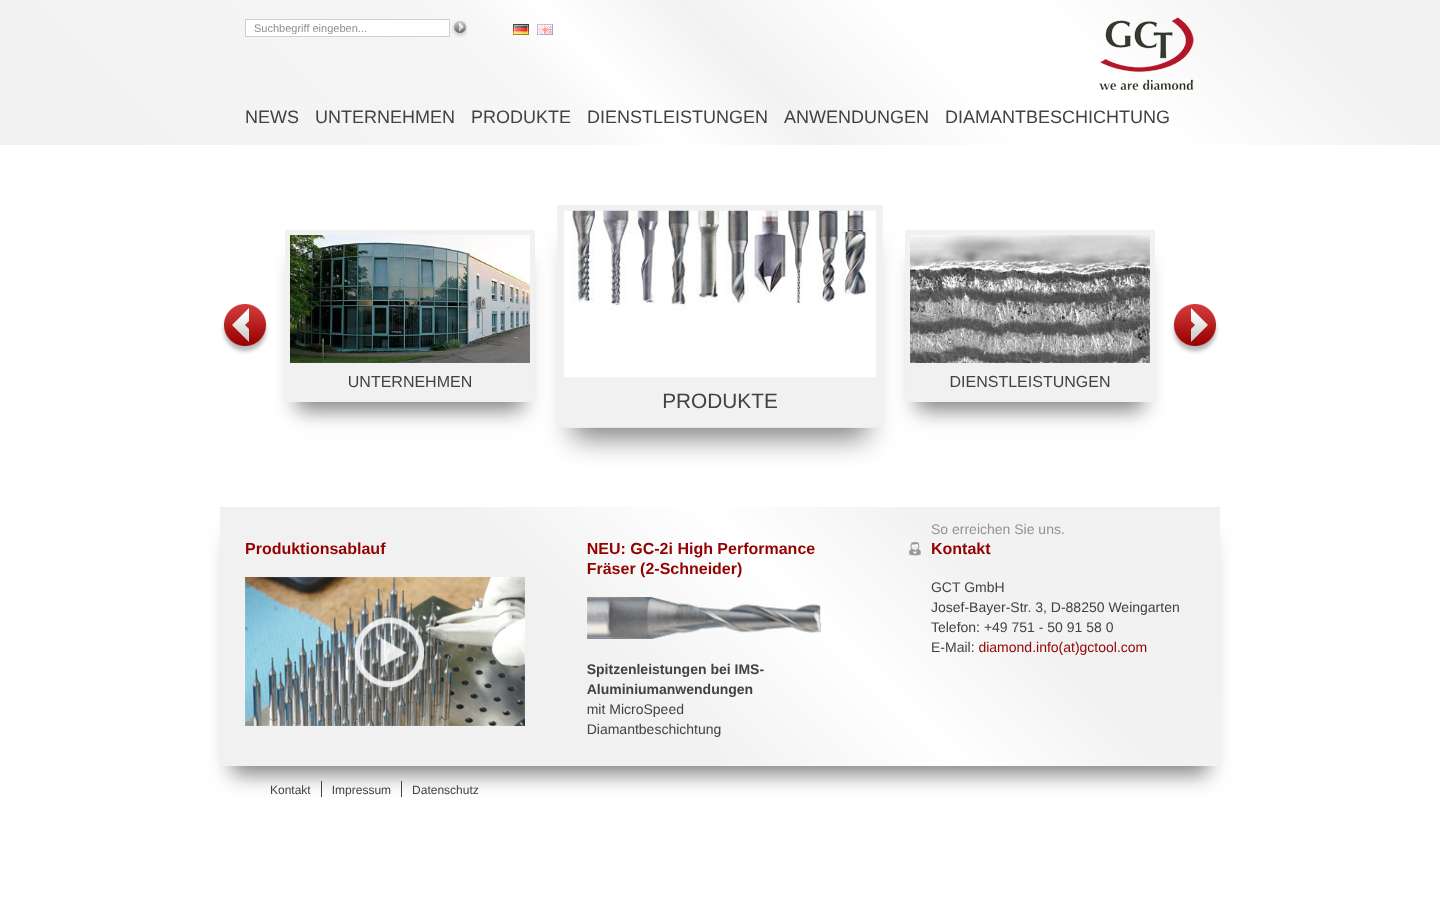 Suchbegriff eingeben...
GCT
we are diamond
NEWS UNTERNEHMEN PRODUKTE DIENSTLEISTUNGEN ANWENDUNGEN DIAMANTBESCHICHTUNG
UNTERNEHMEN
PRODUKTE
DIENSTLEISTUNGEN
Produktionsablauf
NEU: GC-2i High Performance
Fräser (2-Schneider)
Spitzenleistungen bei IMS-
Aluminiumanwendungen
mit MicroSpeed
Diamantbeschichtung
So erreichen Sie uns.
Kontakt
GCT GmbH
Josef-Bayer-Str. 3, D-88250 Weingarten
Telefon: +49 751 - 50 91 58 0
E-Mail: diamond.info(at)gctool.com
Kontakt Impressum Datenschutz